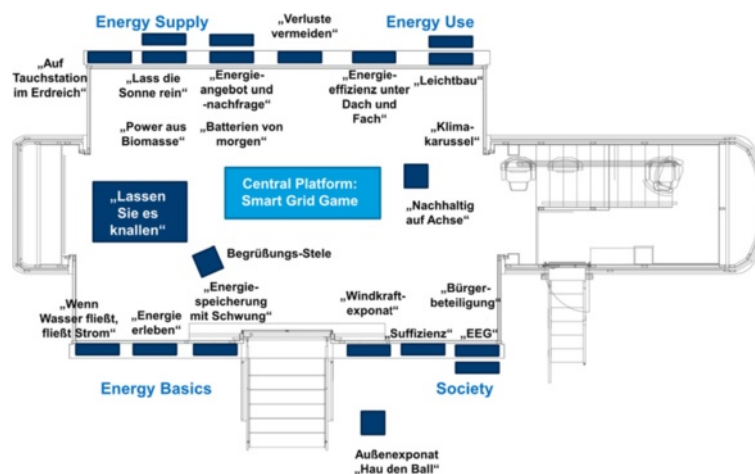 Energy Supply
„Verluste
vermeiden“
Energy Use
„Auf
Tauchstation
im Erdreich“
„Lass die
Sonne rein“
„Energie-
angebot und
-nachfrage“
„Energie-
effizienz unter
Dach und
Fach“
„Leichtbau“
„Power aus
Biomasse“
„Batterien von
morgen“
„Klima-
karussel“
„Lassen
Sie es
knallen“
Central Platform:
Smart Grid Game
„Nachhaltig
auf Achse“
Begrüßungs-Stele
„Wenn
Wasser fließt,
fließt Strom“
„Energie
erleben“
„Energie-
speicherung
mit Schwung“
„Windkraft-
exponat“
„Suffizienz“
„Bürger-
beteiligung“
„EEG“
Energy Basics
Society
Außenexponat
„Hau den Ball“